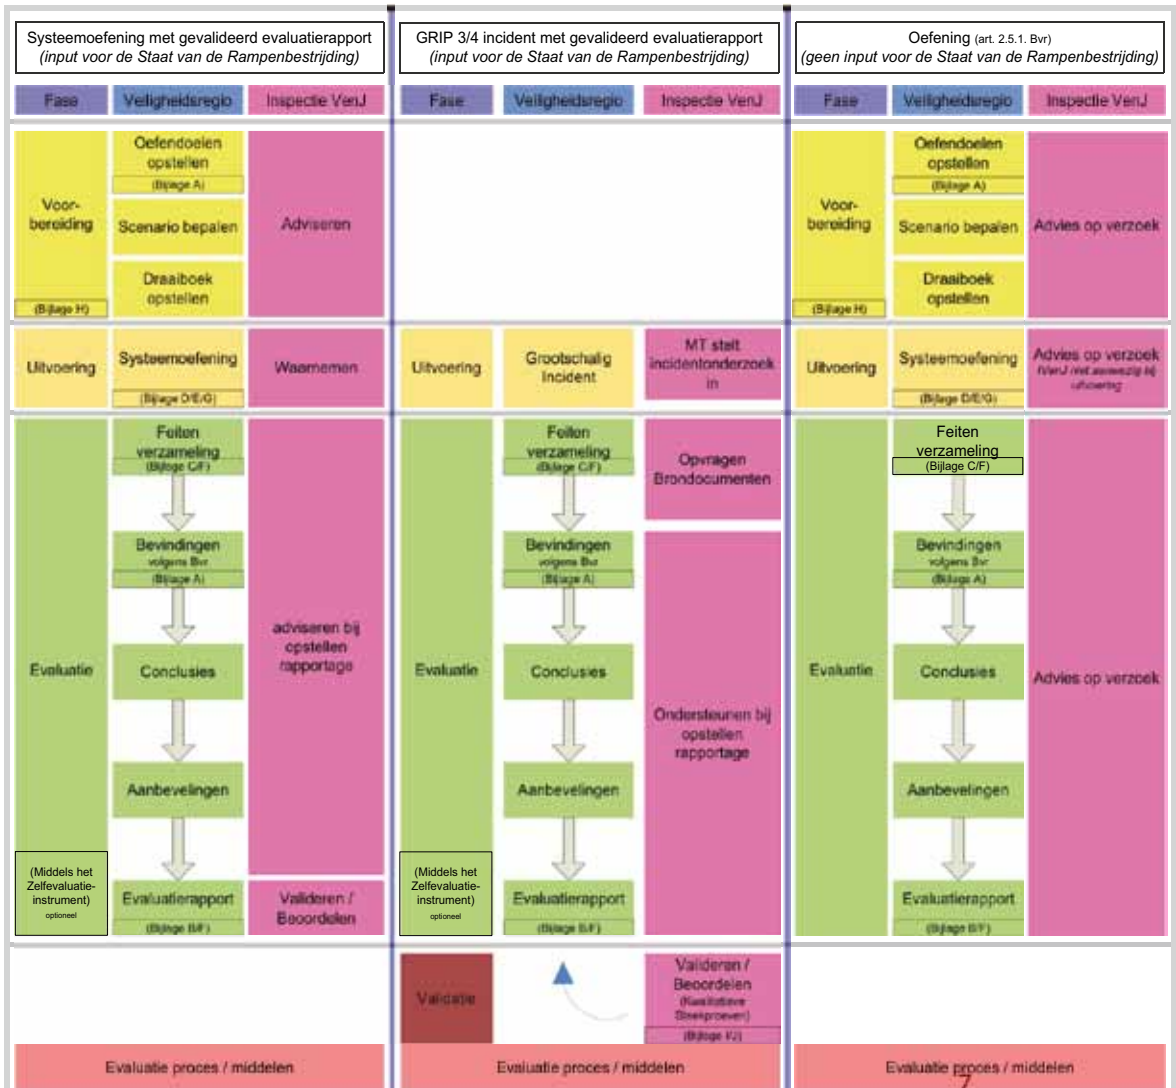 Systeemoefening met gevalideerd evaluatierapport
(input voor de Staat van de Rampenbestrijding)
Fase
Veiligheidsregio
Inspectie VenJ
Voor-
bereiding
(Bijlage H)
Oefendoelen
opstellen
(Bijlage A)
Scenario bepalen
Draaiboek
opstellen
Adviseren
Uitvoering
Systeemoefening
(Bijlage D/E/G)
Waarnemen
Evaluatie
(Middels het
Zelfevaluatie-
instrument)
optioneel
Feiten
verzameling
(Bijlage C/F)
Bevindingen
volgens Bvr
(Bijlage A)
Conclusies
Aanbevelingen
Evaluatierapport
(Bijlage B/F)
adviseren bij
opstellen
rapportage
Valideren /
Beoordelen
Evaluatie proces / middelen
GRIP 3/4 incident met gevalideerd evaluatierapport
(input voor de Staat van de Rampenbestrijding)
Fase
Veiligheidsregio
Inspectie VenJ
Uitvoering
Grootschalig
Incident
MT stelt
incidentonderzoek
in
Evaluatie
(Middels het
Zelfevaluatie-
instrument)
optioneel
Feiten
verzameling
(Bijlage C/F)
Bevindingen
volgens Bvr
(Bijlage A)
Conclusies
Aanbevelingen
Evaluatierapport
(Bijlage B/F)
Opvragen
Brondocumenten
Ondersteunen bij
opstellen
rapportage
Validatie
Valideren /
Beoordelen
(Kwalitatieve
Steekproeven)
(Bijlage I/J)
Evaluatie proces / middelen
Oefening (art. 2.5.1. Bvr)
(geen input voor de Staat van de Rampenbestrijding)
Fase
Veiligheidsregio
Inspectie VenJ
Voor-
bereiding
(Bijlage H)
Oefendoelen
opstellen
(Bijlage A)
Scenario bepalen
Draaiboek
opstellen
Advies op verzoek
Uitvoering
Systeemoefening
(Bijlage D/E/G)
Advies op verzoek
(VenJ niet aanwezig bij
uitvoering
Evaluatie
Feiten
verzameling
(Bijlage C/F)
Bevindingen
volgens Bvr
(Bijlage A)
Conclusies
Aanbevelingen
Evaluatierapport
(Bijlage B/F)
Advies op verzoek
Evaluatie proces / middelen
7